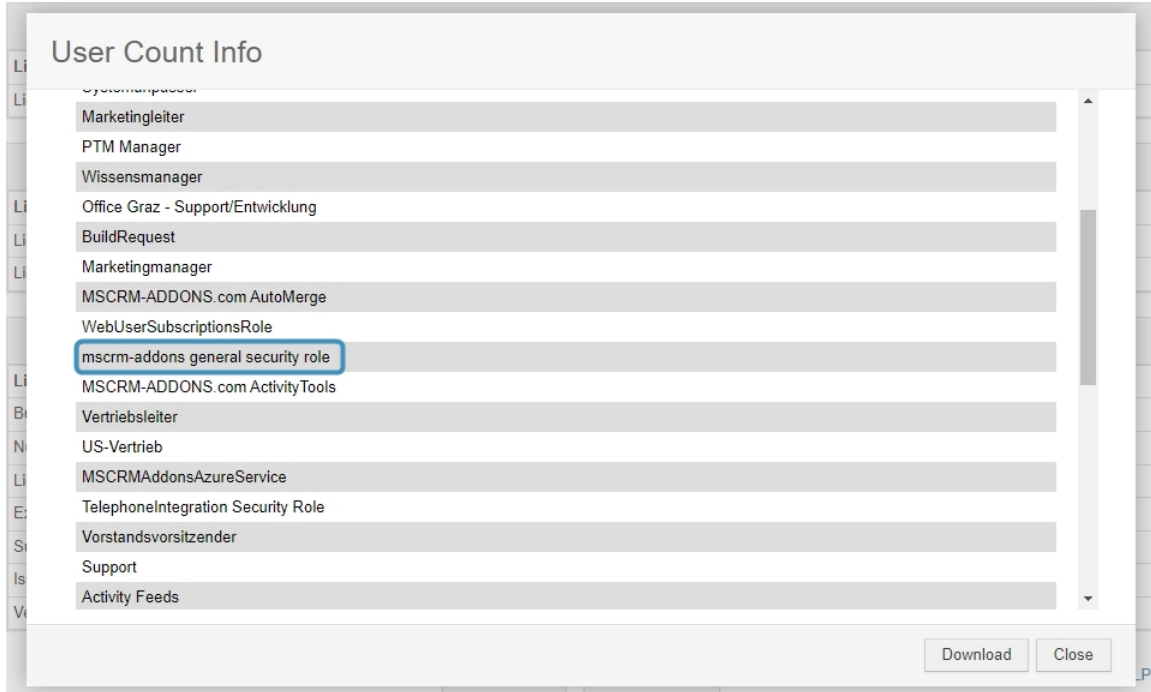 User Count Info
Systemanpasser
Marketingleiter
PTM Manager
Wissensmanager
Office Graz - Support/Entwicklung
BuildRequest
Marketingmanager
MSCRM-ADDONS.com AutoMerge
WebUserSubscriptionsRole
mscrm-addons general security role
MSCRM-ADDONS.com ActivityTools
Vertriebsleiter
US-Vertrieb
MSCRMAddonsAzureService
TelephoneIntegration Security Role
Vorstandsvorsitzender
Support
Activity Feeds
Download
Close